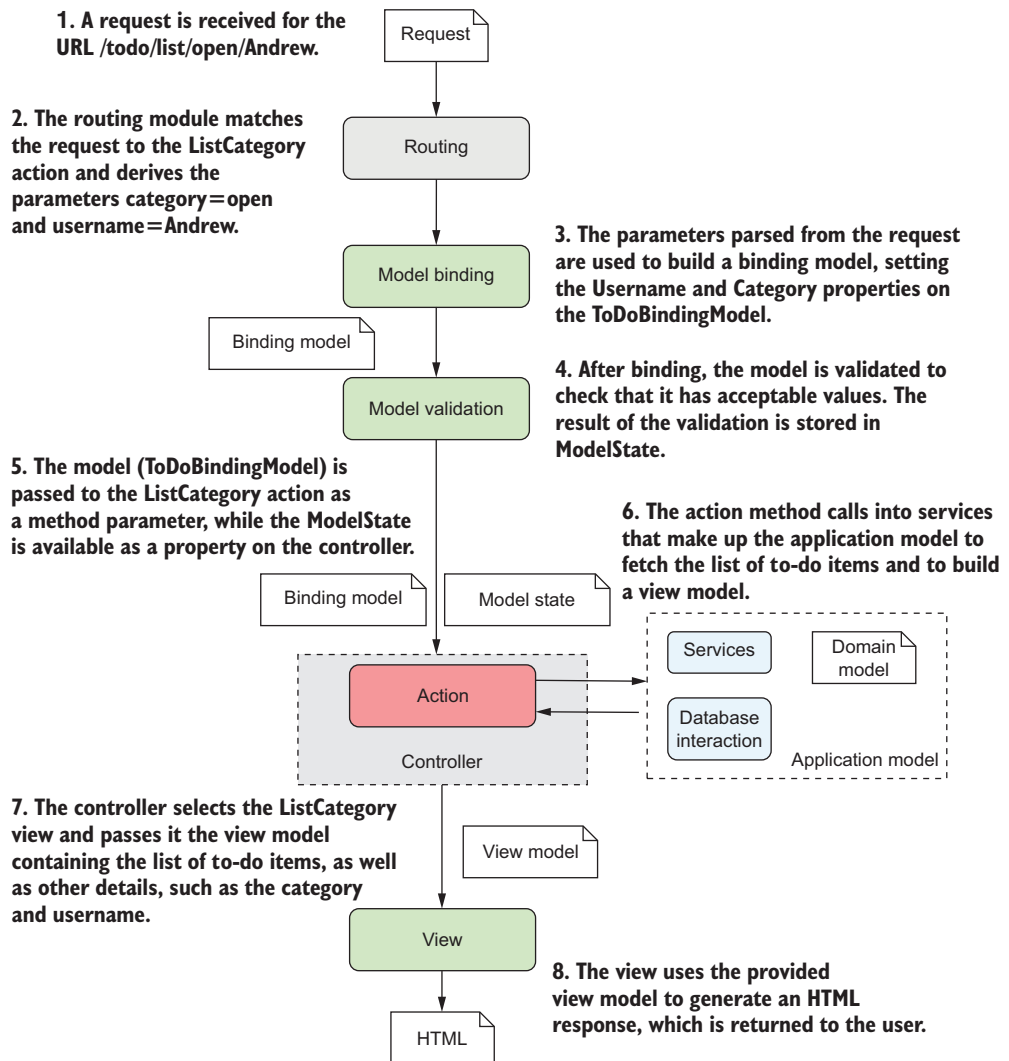 1. A request is received for the
URL /todo/list/open/Andrew.
Request
2. The routing module matches
the request to the ListCategory
action and derives the
parameters category=open
and username=Andrew.
Routing
3. The parameters parsed from the request
are used to build a binding model, setting
the Username and Category properties on
the ToDoBindingModel.
Model binding
Binding model
4. After binding, the model is validated to
check that it has acceptable values. The
result of the validation is stored in
ModelState.
Model validation
5. The model (ToDoBindingModel) is
passed to the ListCategory action as
a method parameter, while the ModelState
is available as a property on the controller.
6. The action method calls into services
that make up the application model to
fetch the list of to-do items and to build
a view model.
Binding model
Model state
Services
Domain
model
Action
Database
interaction
Controller
Application model
7. The controller selects the ListCategory
view and passes it the view model
containing the list of to-do items, as well
as other details, such as the category
and username.
View model
View
8. The view uses the provided
view model to generate an HTML
response, which is returned to the user.
HTML